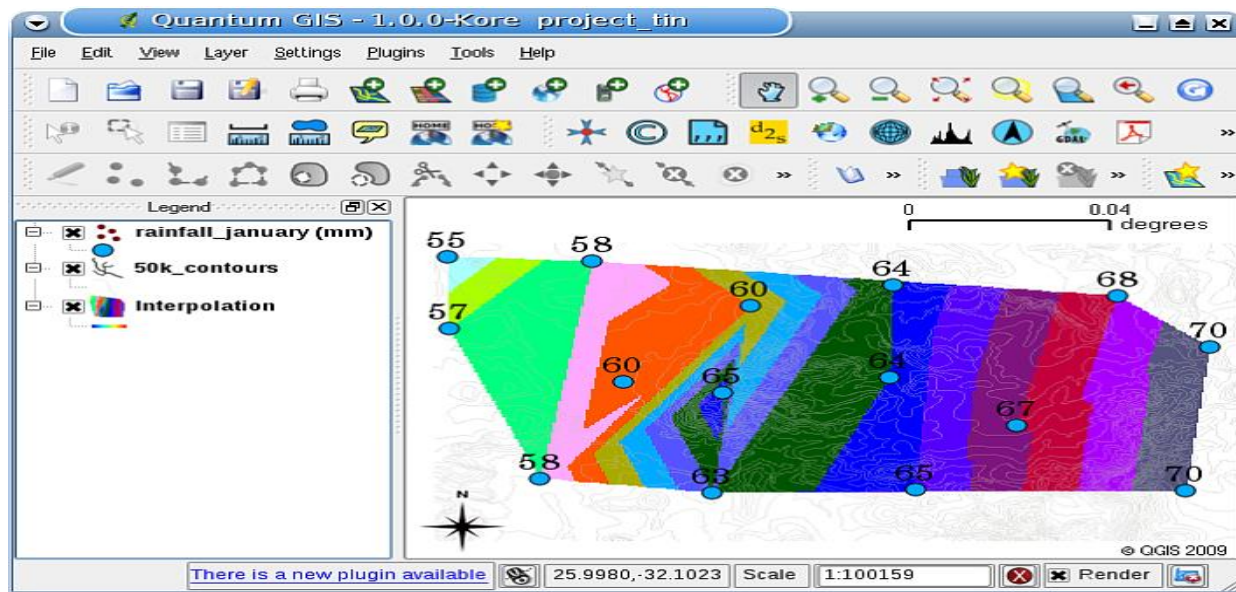 Quantum GIS - 1.0.0-Kore project_tin
File Edit View Layer Settings Plugins Tools Help
HOME
d2s
GDAL
»
»
»
»
»
Legend
rainfall_january (mm)
50k_contours
Interpolation
0 0.04
degrees
55 58 64 68
57 60 70
60 65 64
67
58 63 65 70
N
© QGIS 2009
There is a new plugin available 25.9980,-32.1023 Scale 1:100159 Render